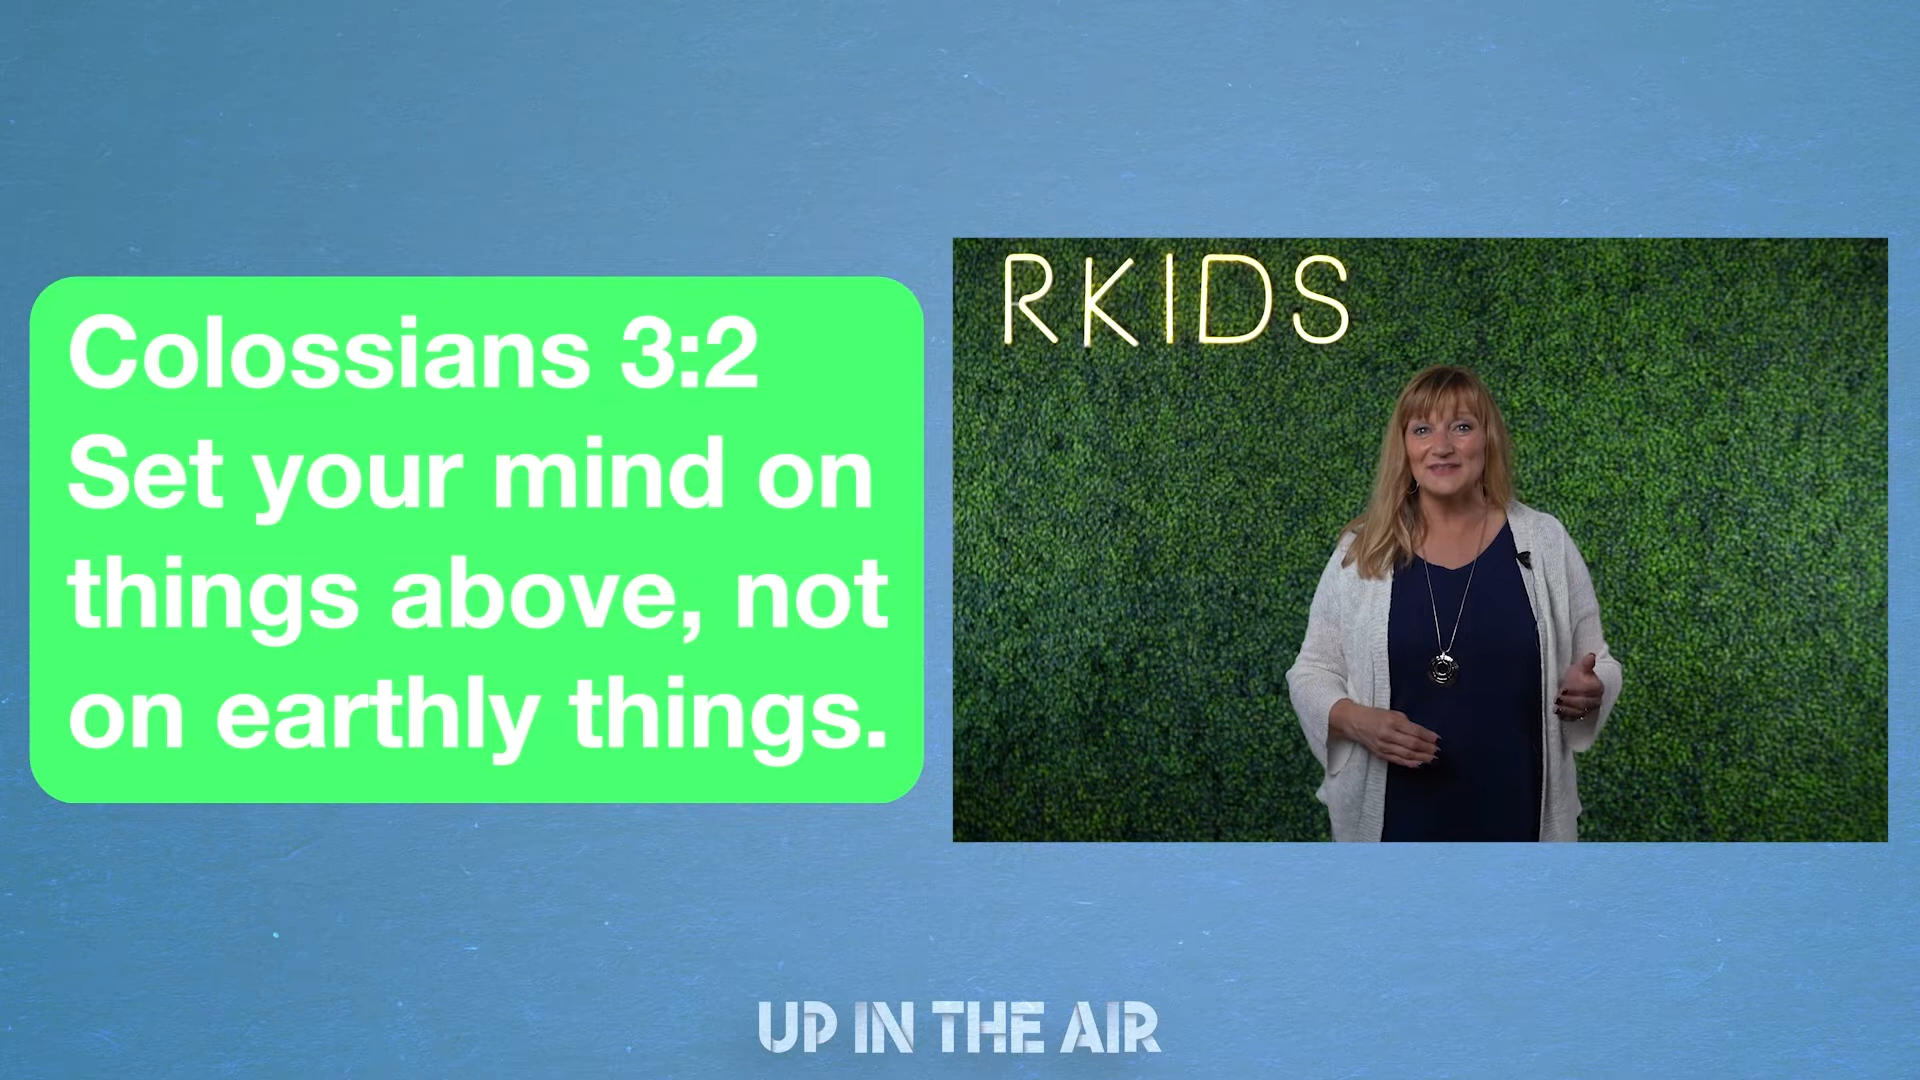 Colossians 3:2
Set your mind on
things above, not
on earthly things.
RKIDS
UP IN THE AIR